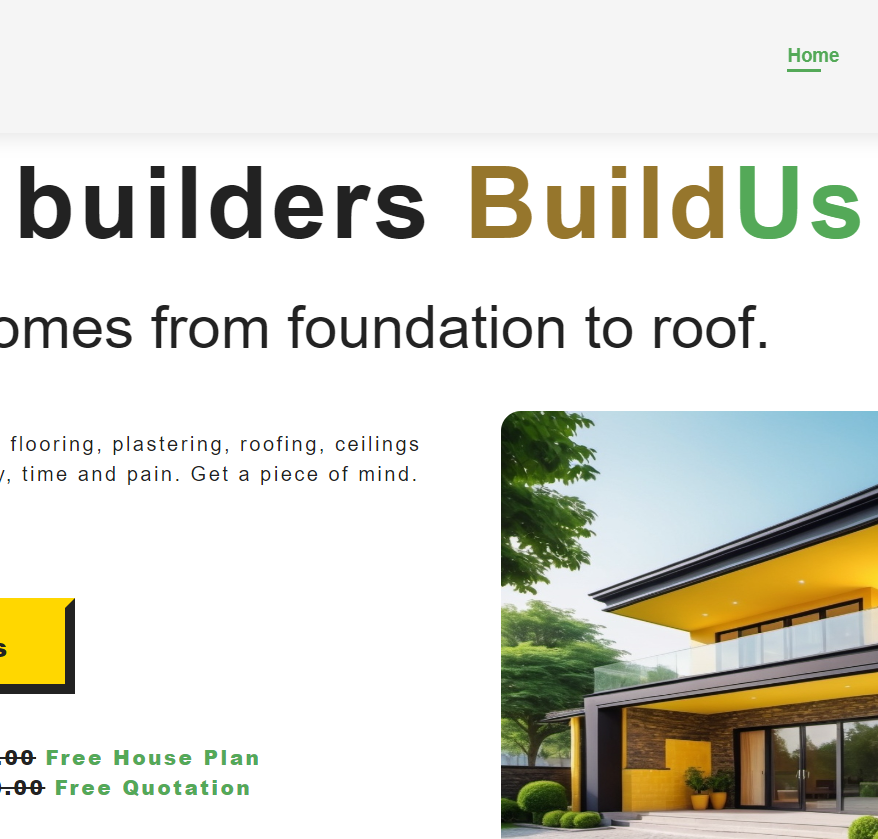 Home
builders BuildUs
omes from foundation to roof.
flooring, plastering, roofing, ceilings
y, time and pain. Get a piece of mind.
s
.00 Free House Plan
0.00 Free Quotation